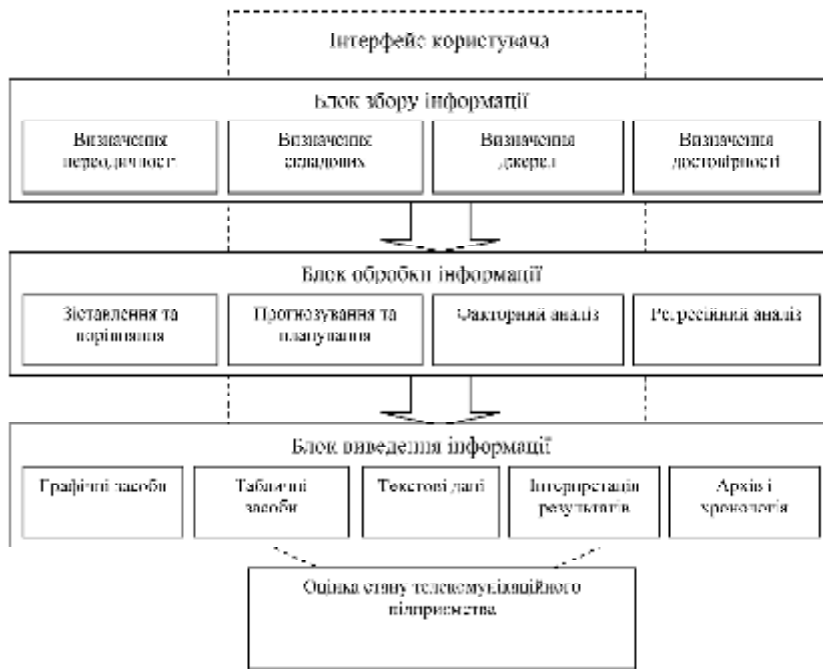 Інтерфейс користувача
Блок збору інформації
Визначення
періодичності
Визначення
складових
Визначення
джерел
Визначення
достовірності
Блок обробки інформації
Зіставлення та
порівняння
Прогнозування та
планування
Факторний аналіз
Регресійний аналіз
Блок виведення інформації
Графічні засоби
Табличні
засоби
Текстові дані
Інтерпретація
результатів
Архів і
хронологія
Оцінка стану телекомунікаційного
підприємства